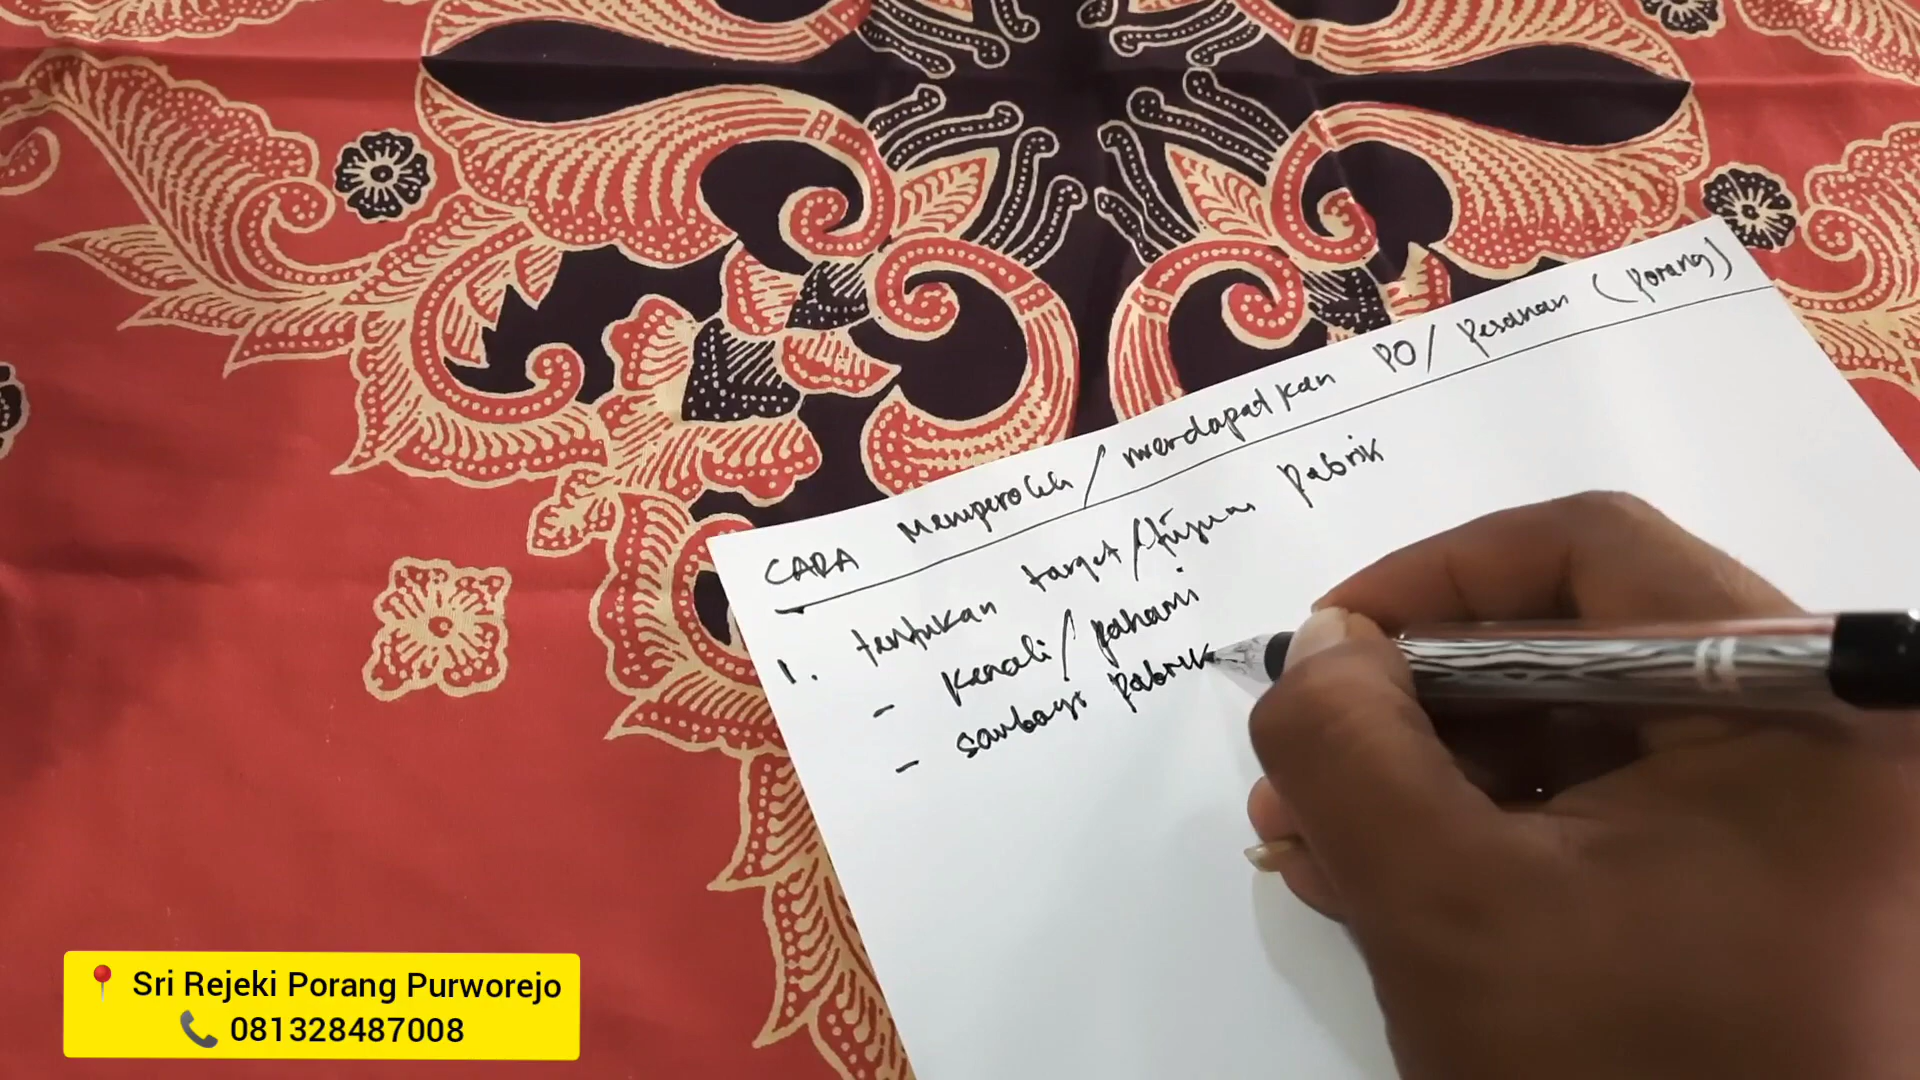 CARA Memperoleh/mendapatkan PO/pesanan (porang)
1. tentukan target/tujuan Pabrik
- Kenali/pahami
- sambangi Pabrik
📍 Sri Rejeki Porang Purworejo
📞 081328487008